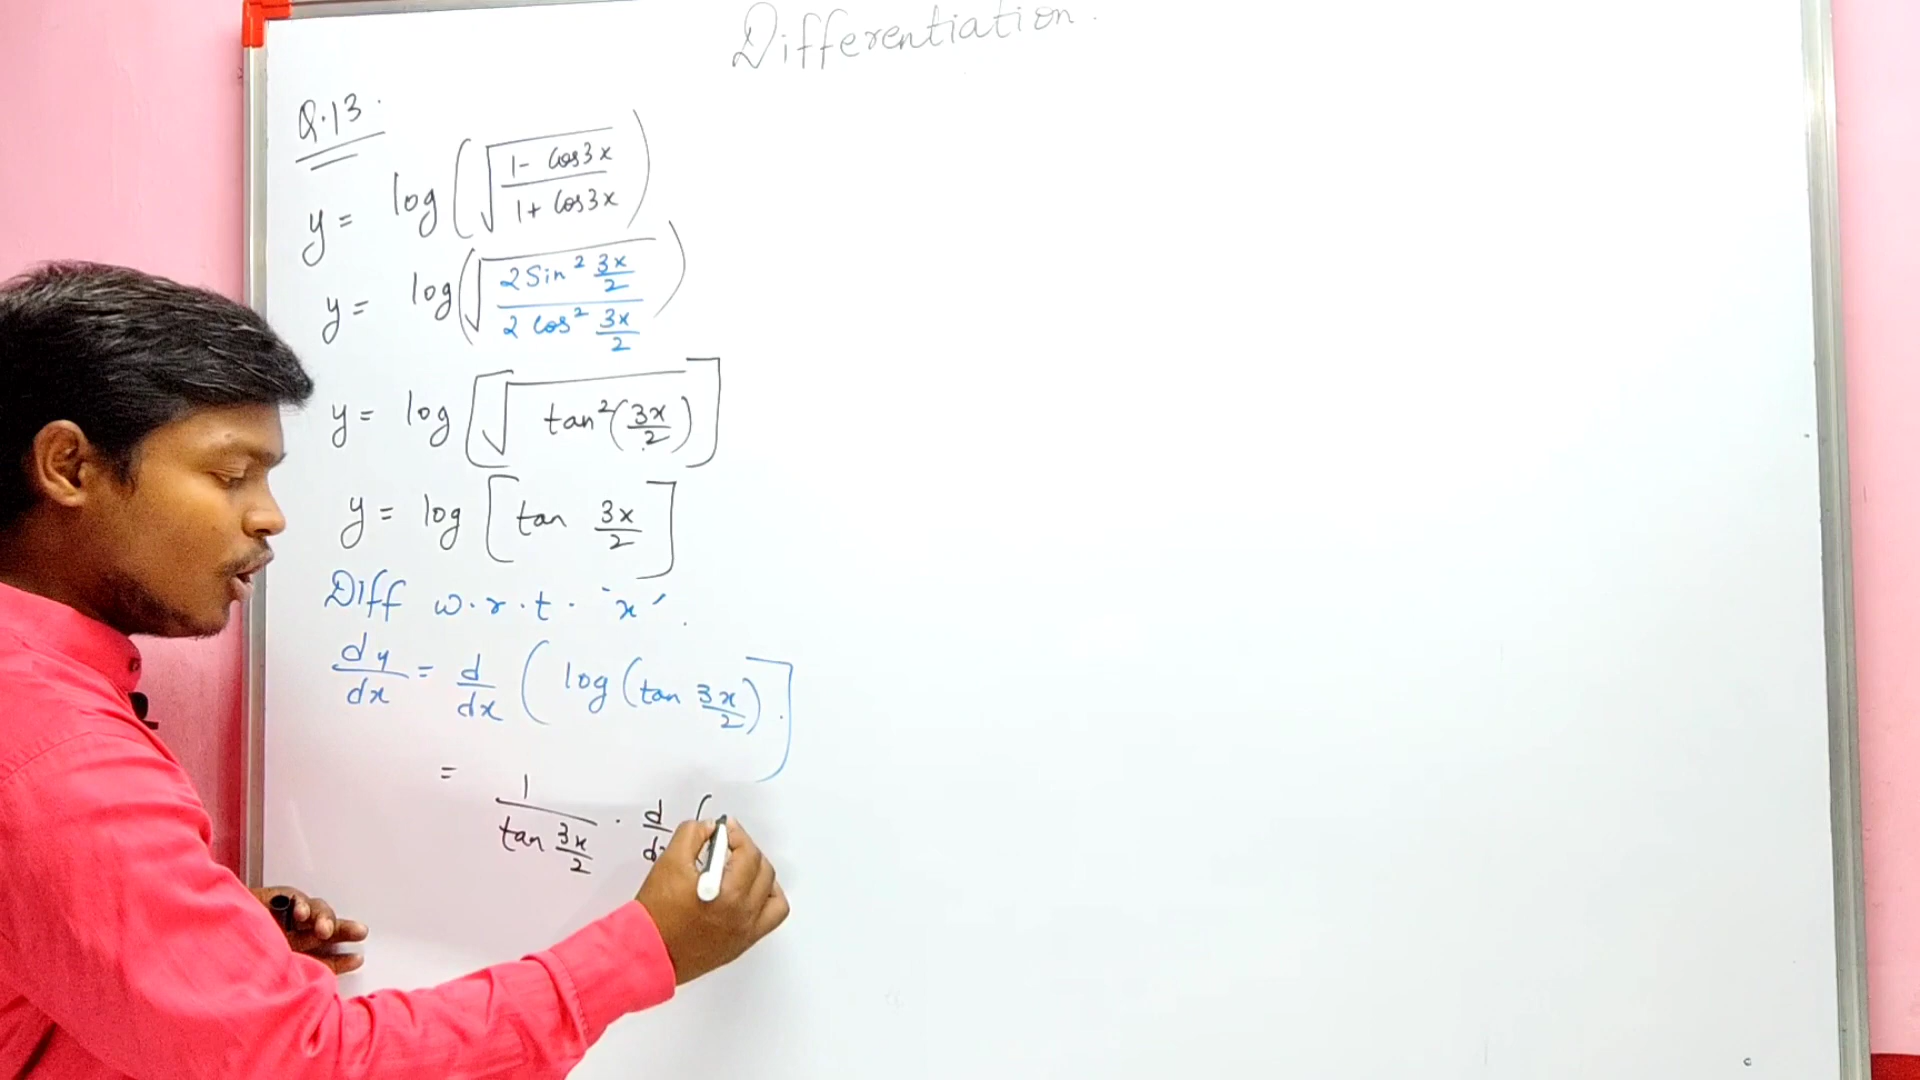 Differentiation.
Q.13.
y = log(√((1 - cos3x)/(1 + cos3x)))
y = log(√((2 Sin² 3x/2)/(2 cos² 3x/2)))
y = log[√(tan²(3x/2))]
y = log[tan 3x/2]
Diff w.r.t. 'x'.
dy/dx = d/dx (log(tan 3x/2).]
= 1/(tan 3x/2) . d/dx (